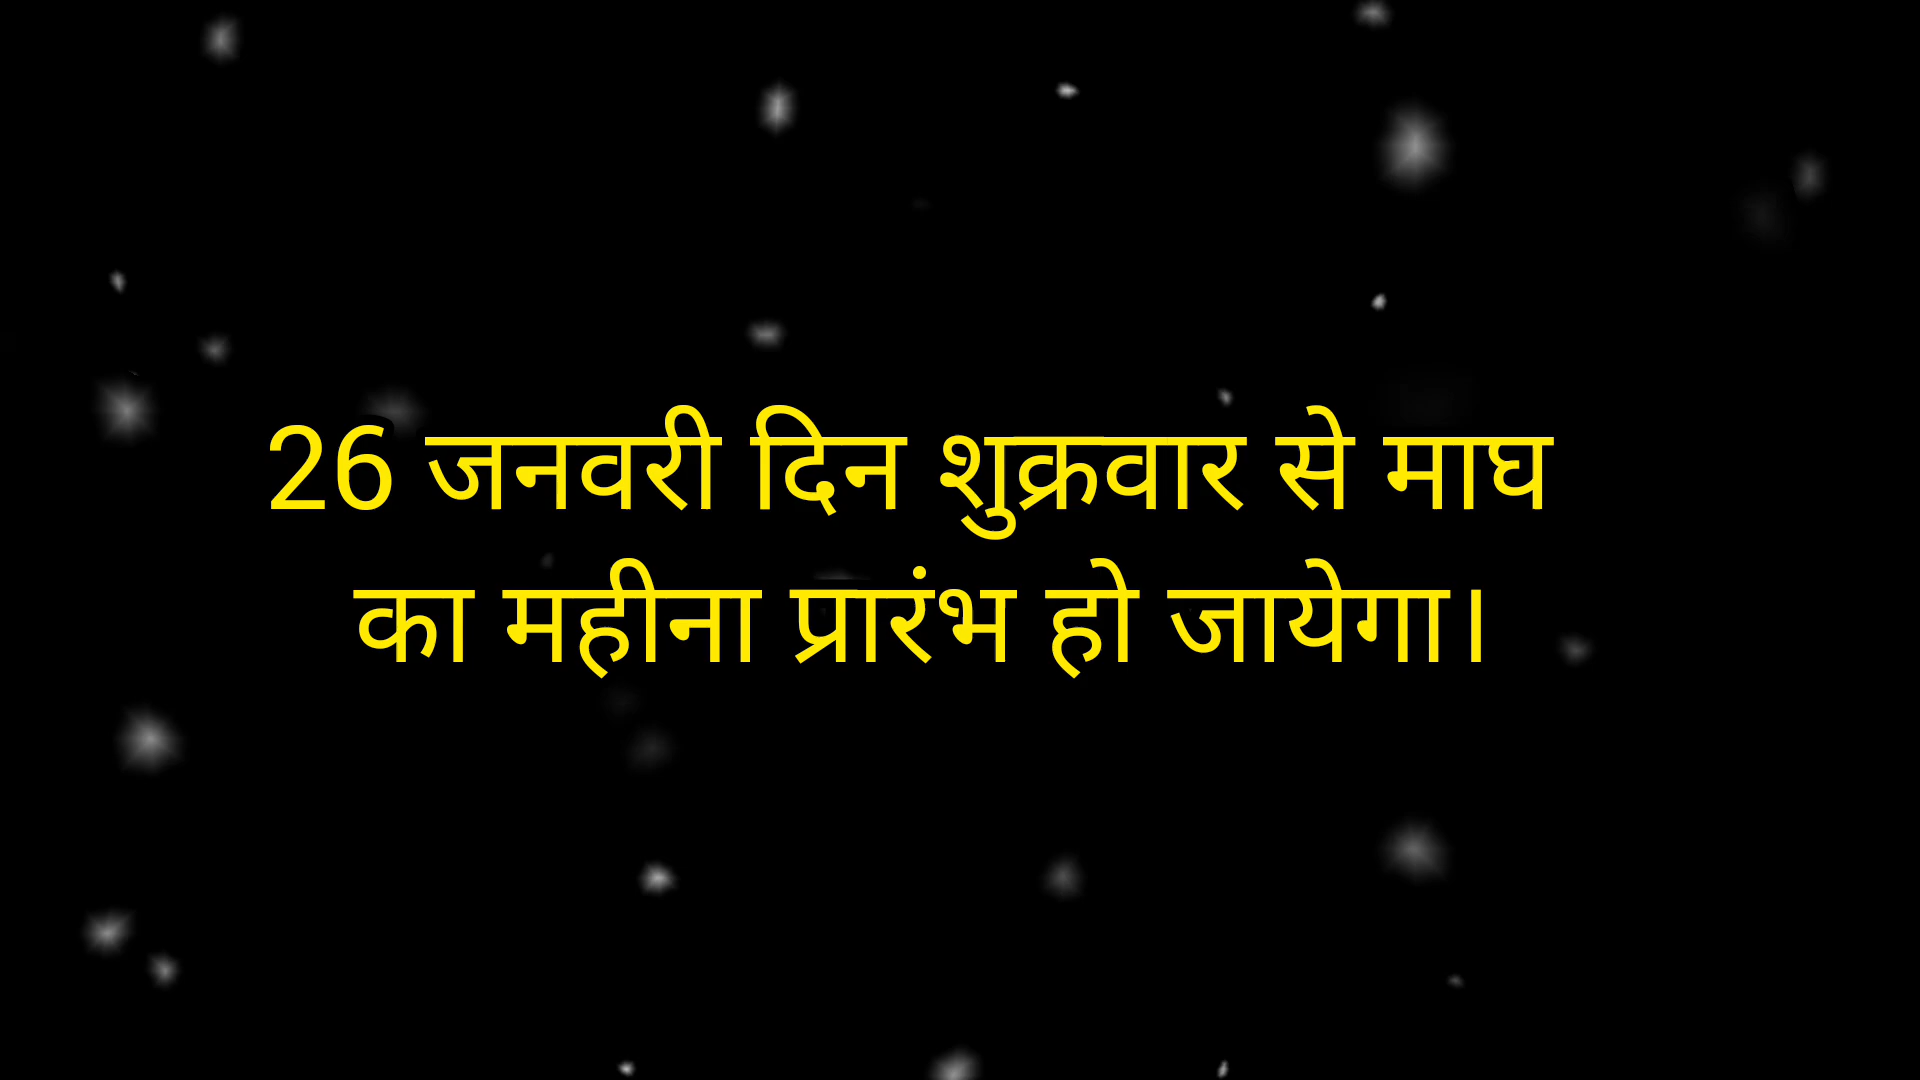 26 जनवरी दिन शुक्रवार से माघ
का महीना प्रारंभ हो जायेगा।